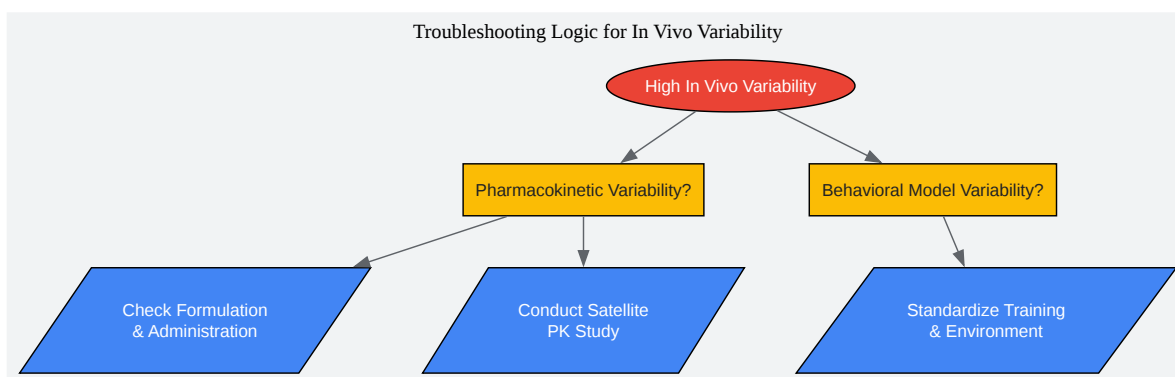 Troubleshooting Logic for In Vivo Variability
High In Vivo Variability
Pharmacokinetic Variability?
Behavioral Model Variability?
Check Formulation
& Administration
Conduct Satellite
PK Study
Standardize Training
& Environment